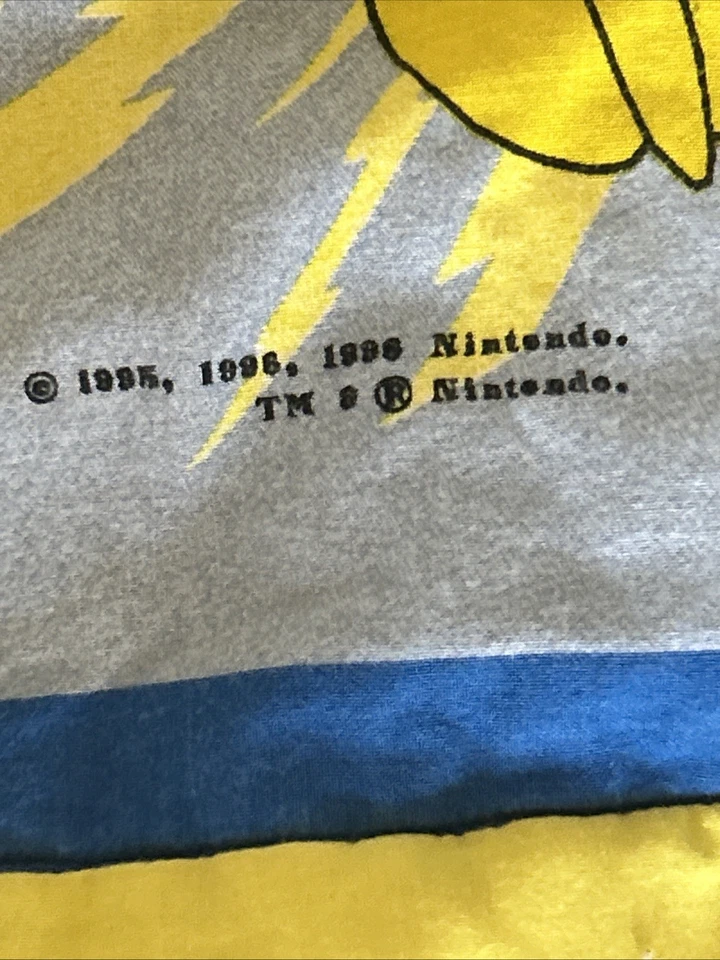 © 1995, 1996, 1998 Nintendo.
TM & ® Nintendo.